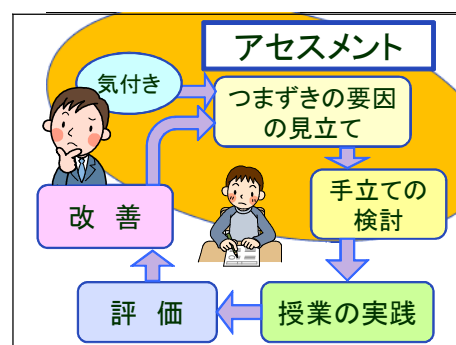 アセスメント
気付き
つまずきの要因
の見立て
手立ての
検討
改 善
評 価
授業の実践